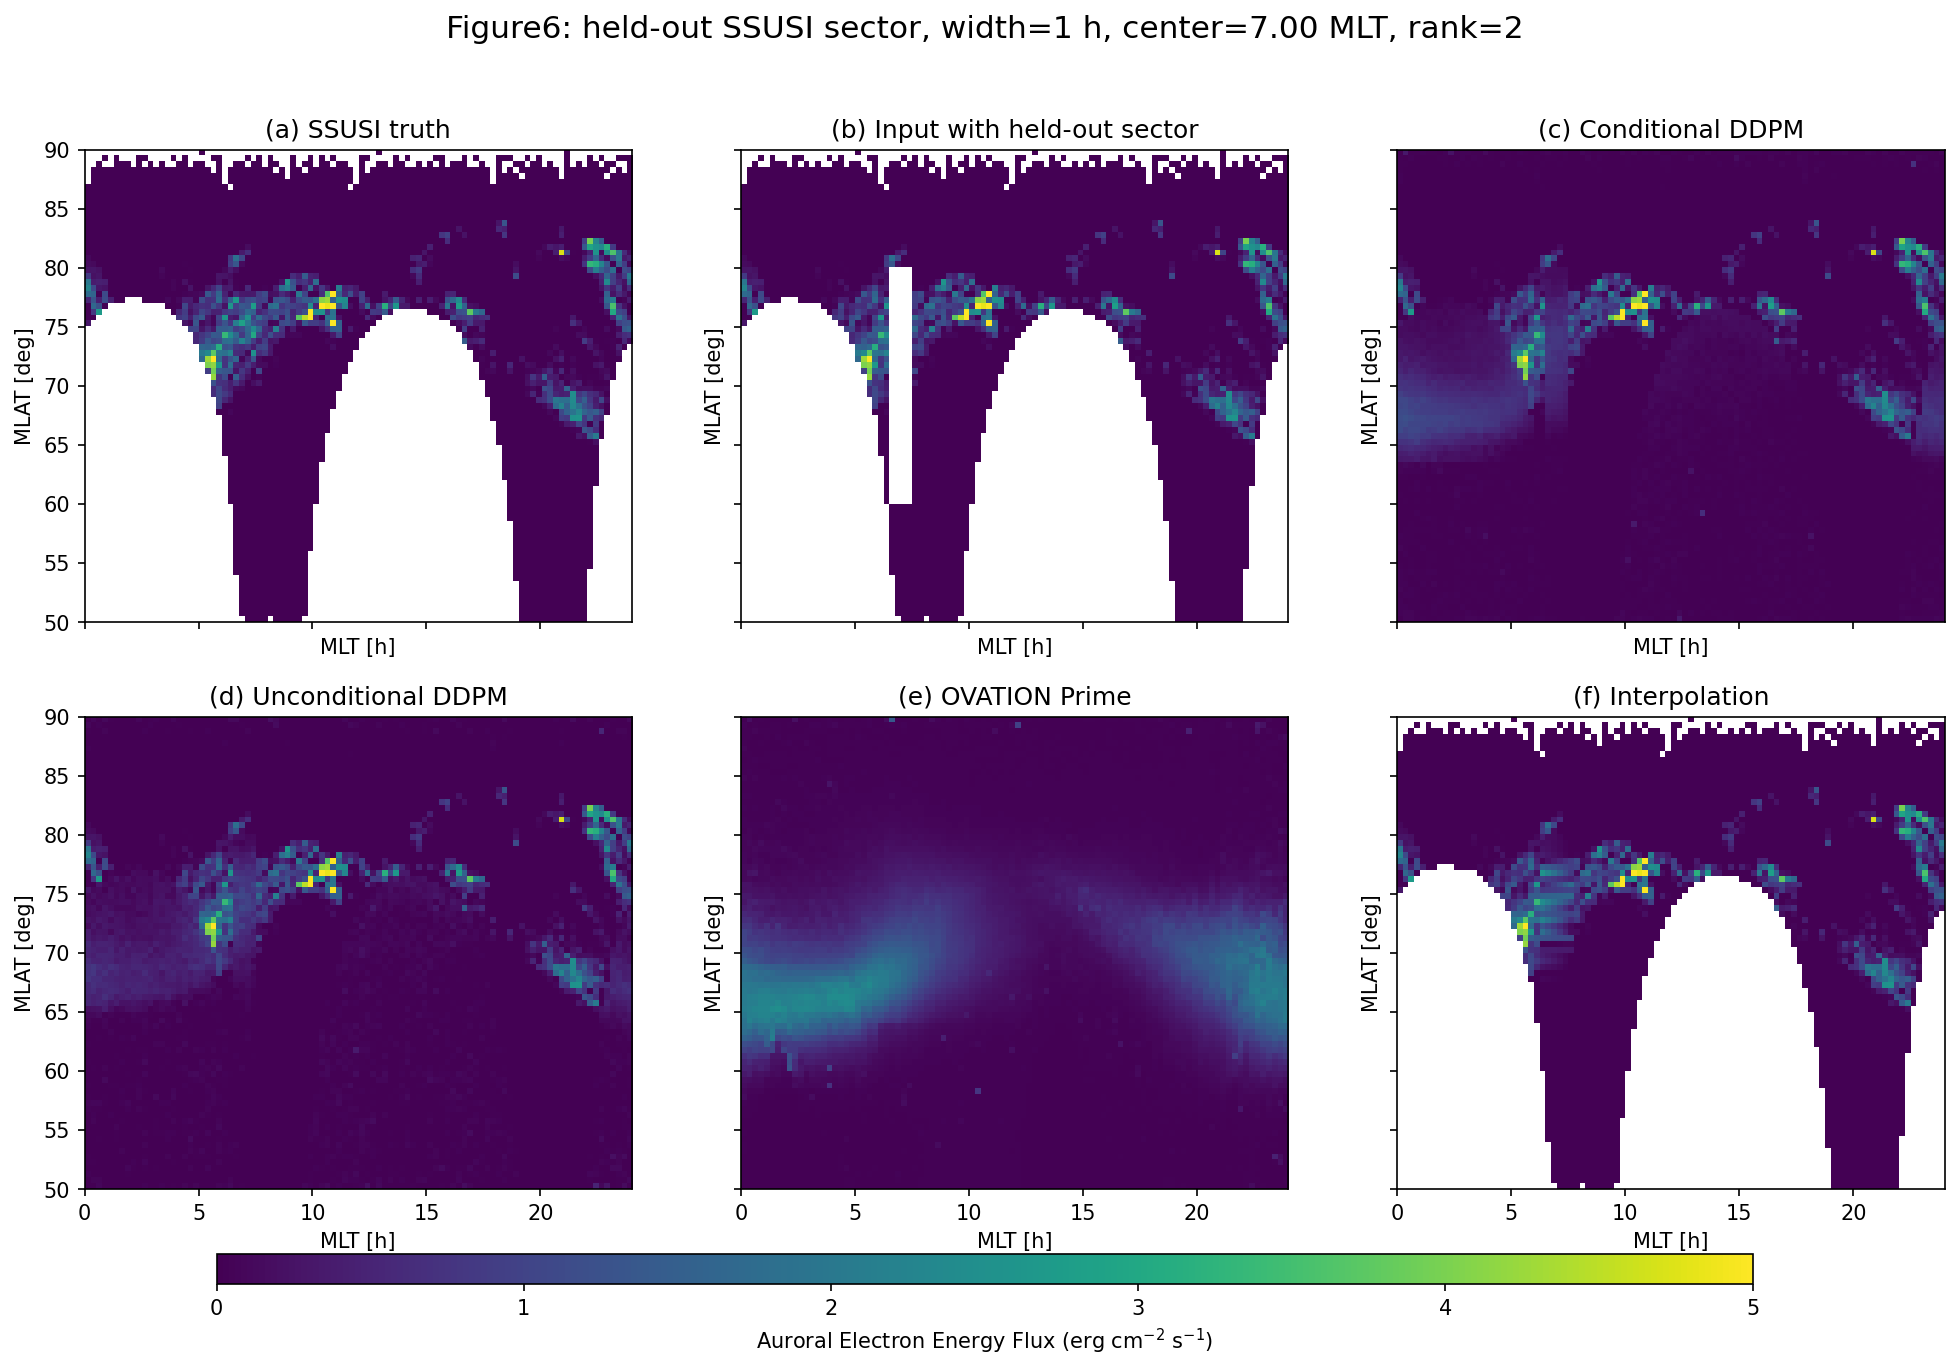 Figure6: held-out SSUSI sector, width=1 h, center=7.00 MLT, rank=2
(a) SSUSI truth
(b) Input with held-out sector
(c) Conditional DDPM
90
85
80
75
70
65
60
55
50
MLAT [deg]
MLAT [deg]
MLAT [deg]
MLT [h]
MLT [h]
MLT [h]
(d) Unconditional DDPM
(e) OVATION Prime
(f) Interpolation
90
85
80
75
70
65
60
55
50
MLAT [deg]
MLAT [deg]
MLAT [deg]
0 5 10 15 20
0 5 10 15 20
0 5 10 15 20
MLT [h]
MLT [h]
MLT [h]
0 1 2 3 4 5
Auroral Electron Energy Flux (erg cm⁻² s⁻¹)